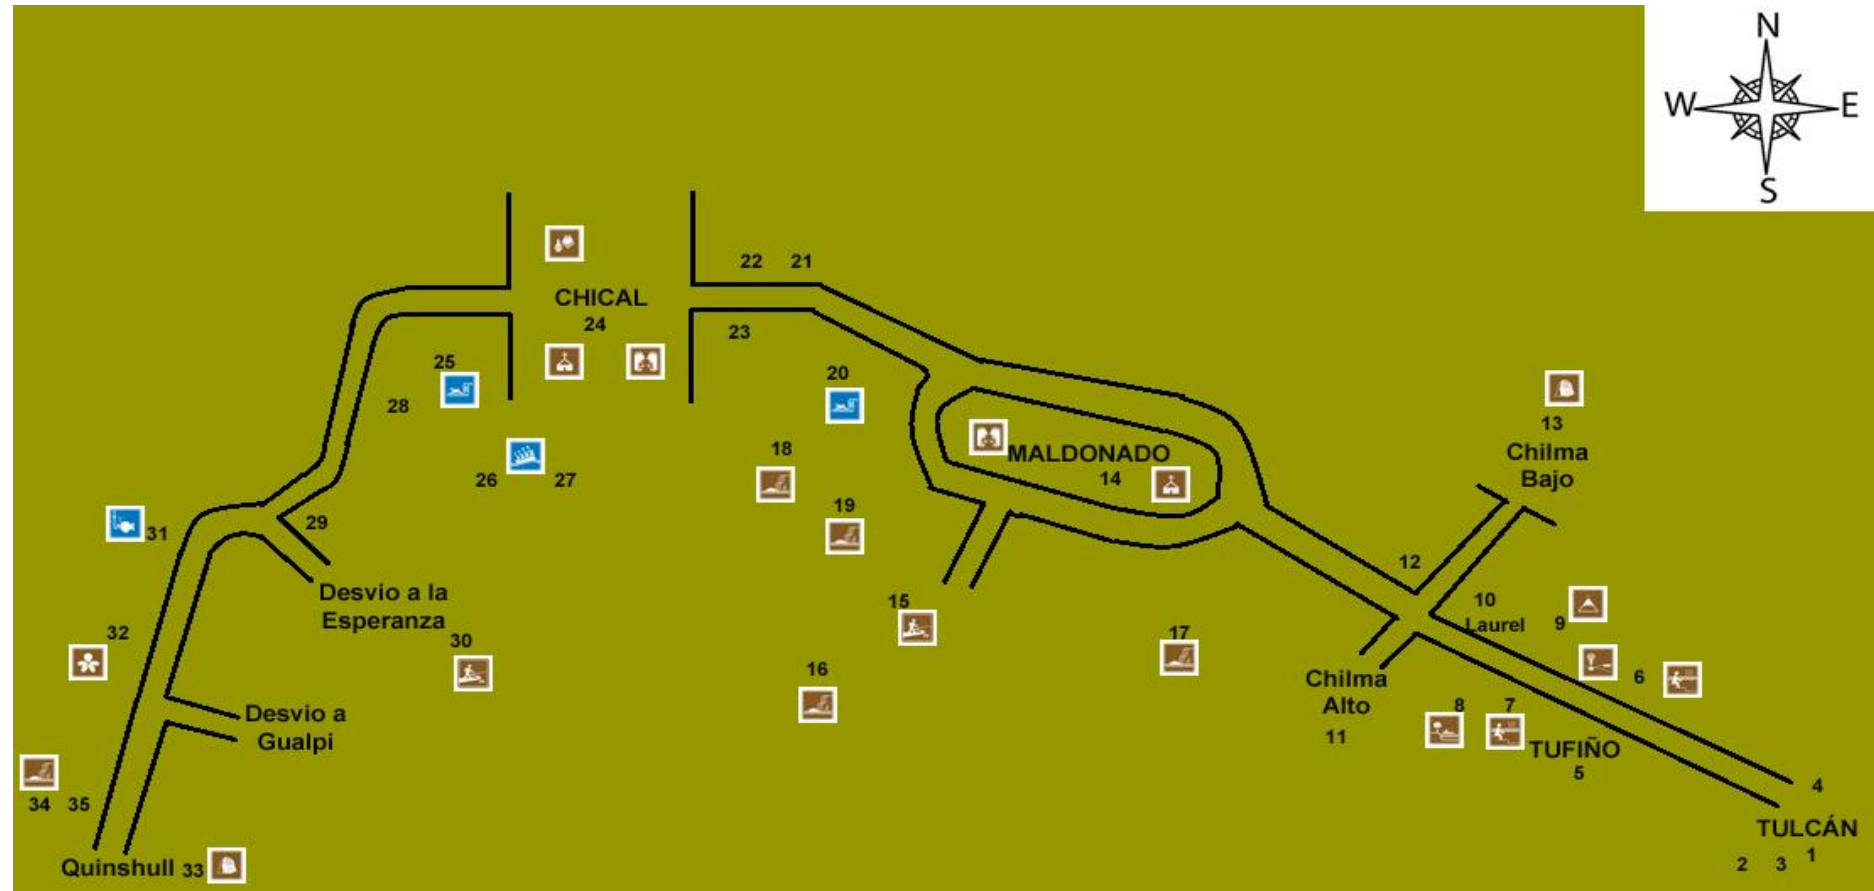 N
W E
S
22 21
CHICAL
24
23
25
28
20
26 27
18
19
MALDONADO
14
13
Chilma
Bajo
29
31
Desvio a la
Esperanza
12
10
Laurel 9
15
32
30
17
16
6
Chilma
Alto
11
8 7
TUFIÑO
5
Desvio a
Gualpi
34 35
4
TULCÁN
2 3 1
Quinshull 33